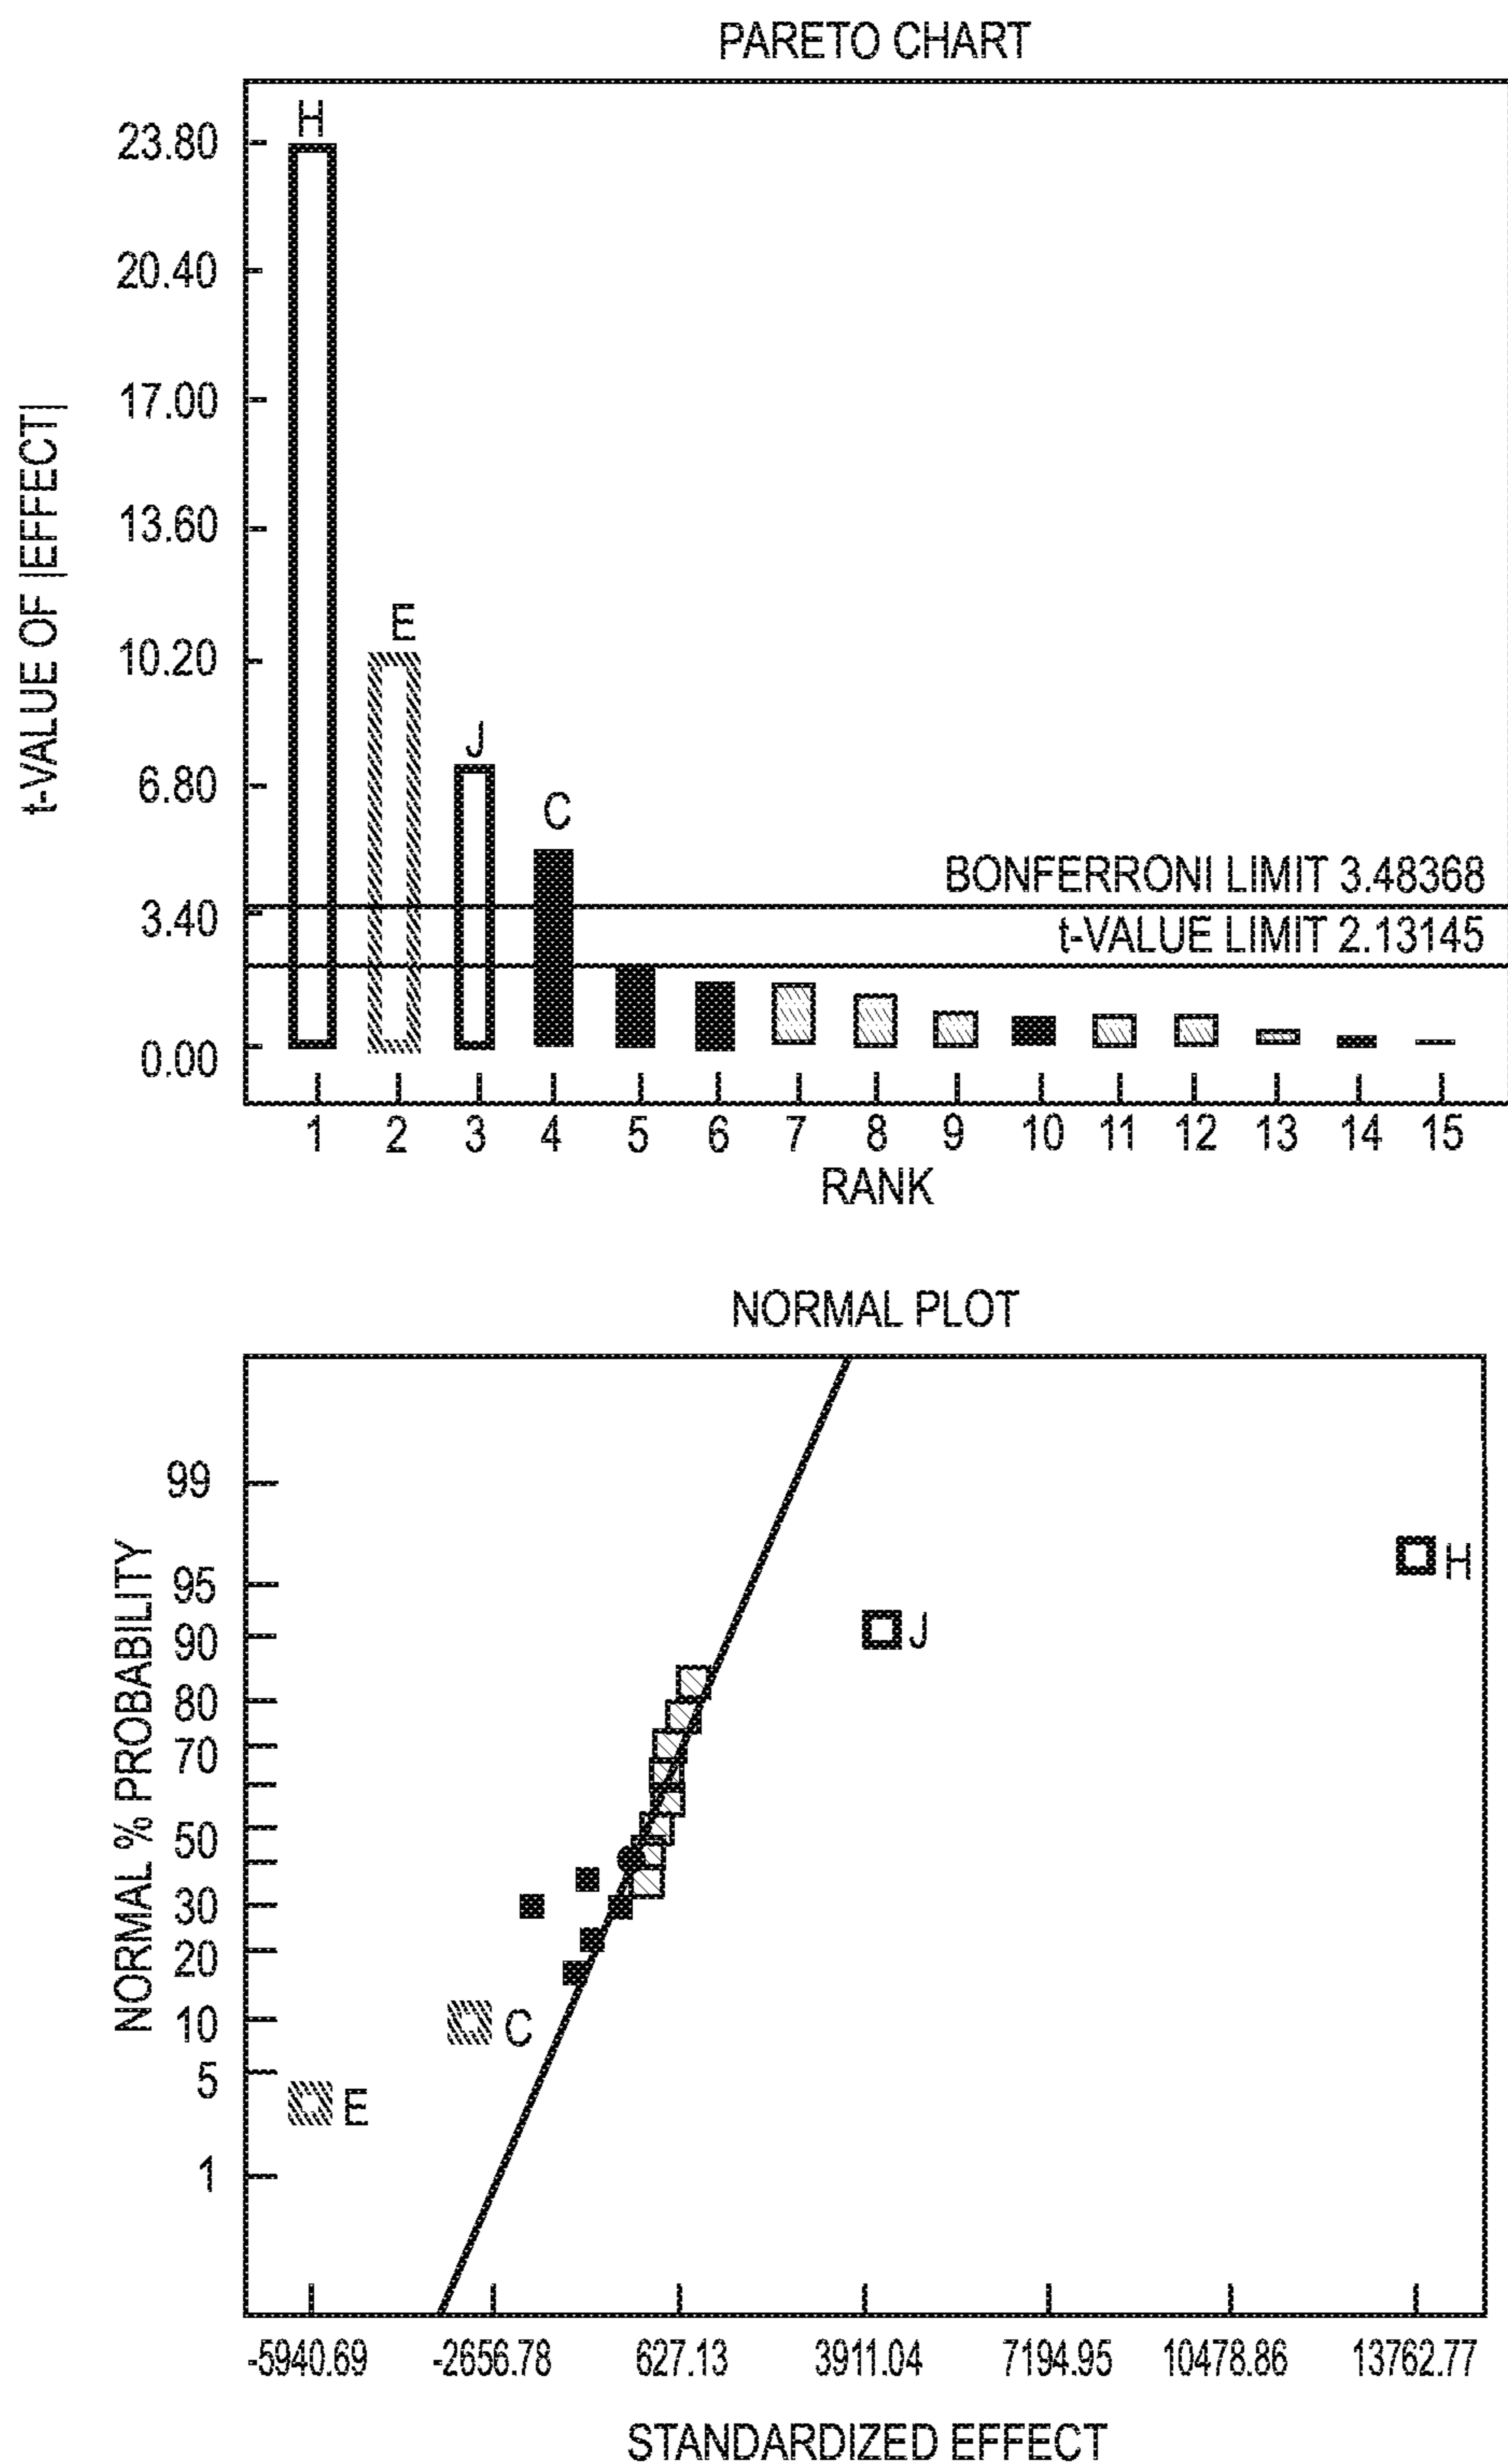 PARETO CHART
H
23.80
20.40
17.00
13.60
E
10.20
J
6.80
C
BONFERRONI LIMIT 3.48368
3.40
t-VALUE LIMIT 2.13145
0.00
t-VALUE OF |EFFECT|
1 2 3 4 5 6 7 8 9 10 11 12 13 14 15
RANK
NORMAL PLOT
99
H
95
90
J
80
70
50
30
20
10
C
5
E
1
NORMAL % PROBABILITY
-5940.69 -2656.78 627.13 3911.04 7194.95 10478.86 13762.77
STANDARDIZED EFFECT